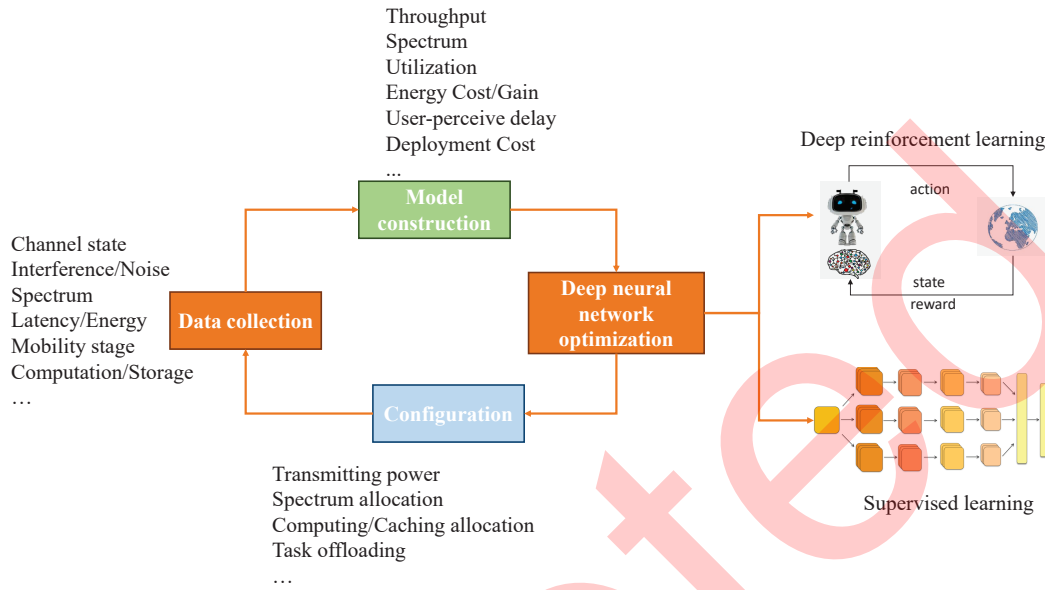 Throughput
Spectrum
Utilization
Energy Cost/Gain
User-perceive delay
Deployment Cost
...
Model
construction
Channel state
Interference/Noise
Spectrum
Latency/Energy
Mobility stage
Computation/Storage
…
Data collection
Deep neural
network
optimization
Configuration
Transmitting power
Spectrum allocation
Computing/Caching allocation
Task offloading
…
Deep reinforcement learning
action
state
reward
Supervised learning